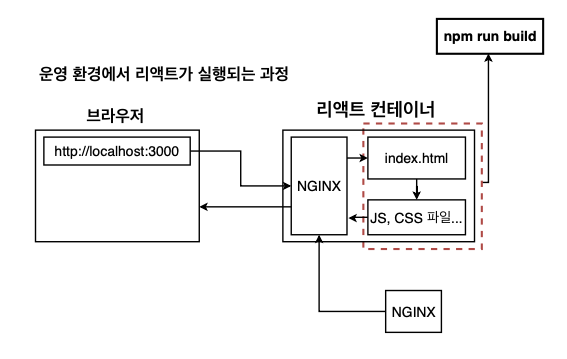 npm run build
운영 환경에서 리액트가 실행되는 과정
브라우저
리액트 컨테이너
http://localhost:3000
NGINX
index.html
JS, CSS 파일...
NGINX